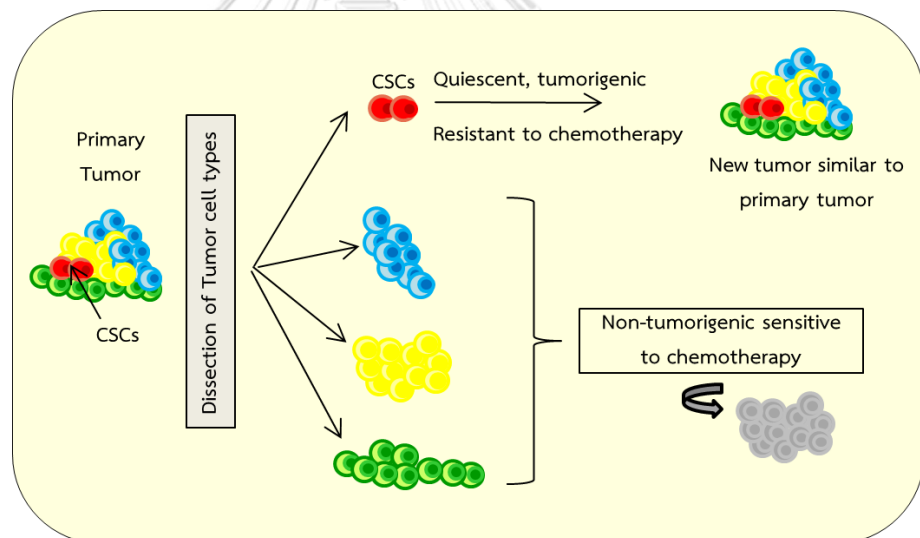 Primary
Tumor
CSCs
Dissection of Tumor cell types
CSCs
Quiescent, tumorigenic
Resistant to chemotherapy
New tumor similar to
primary tumor
Non-tumorigenic sensitive
to chemotherapy